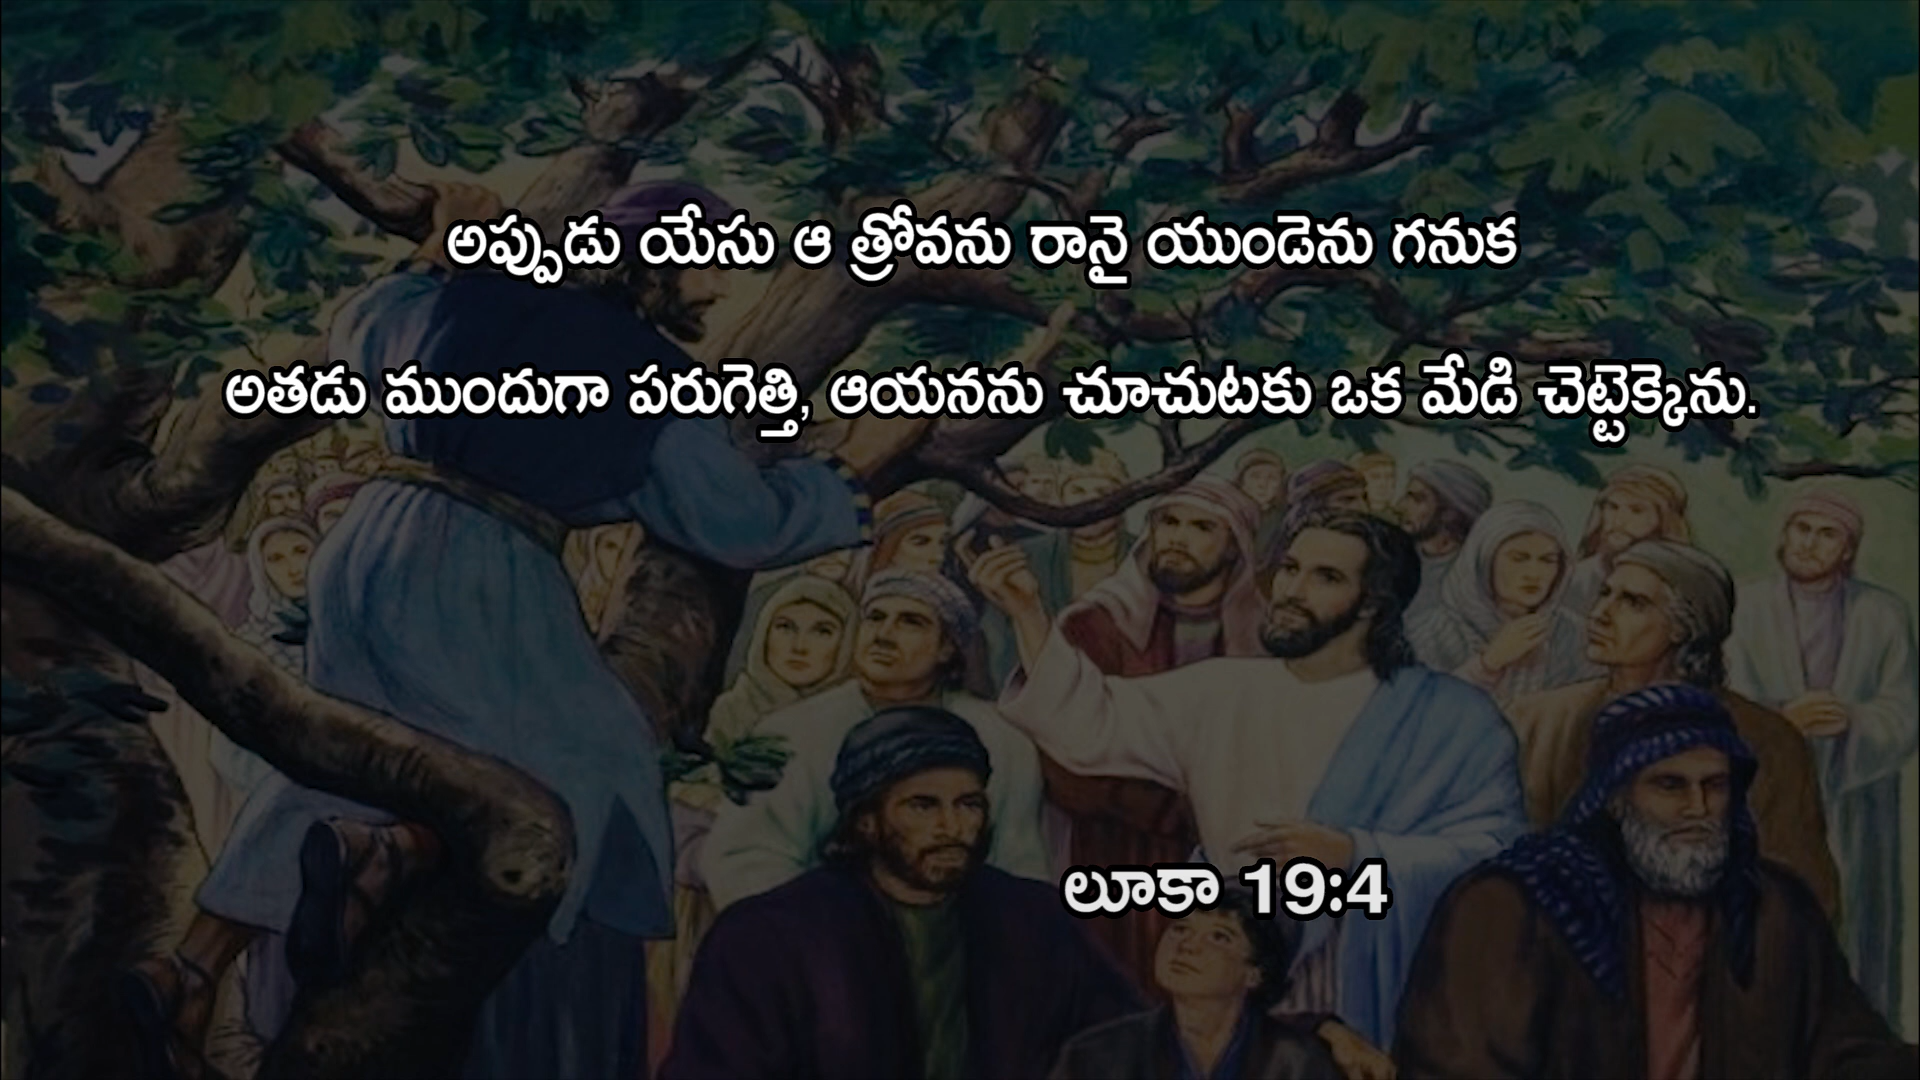 అప్పుడు యేసు ఆ త్రోవను రానై యుండెను గనుక
అతడు ముందుగా పరుగెత్తి, ఆయనను చూచుటకు ఒక మేడి చెట్టెక్కెను.
లూకా 19:4